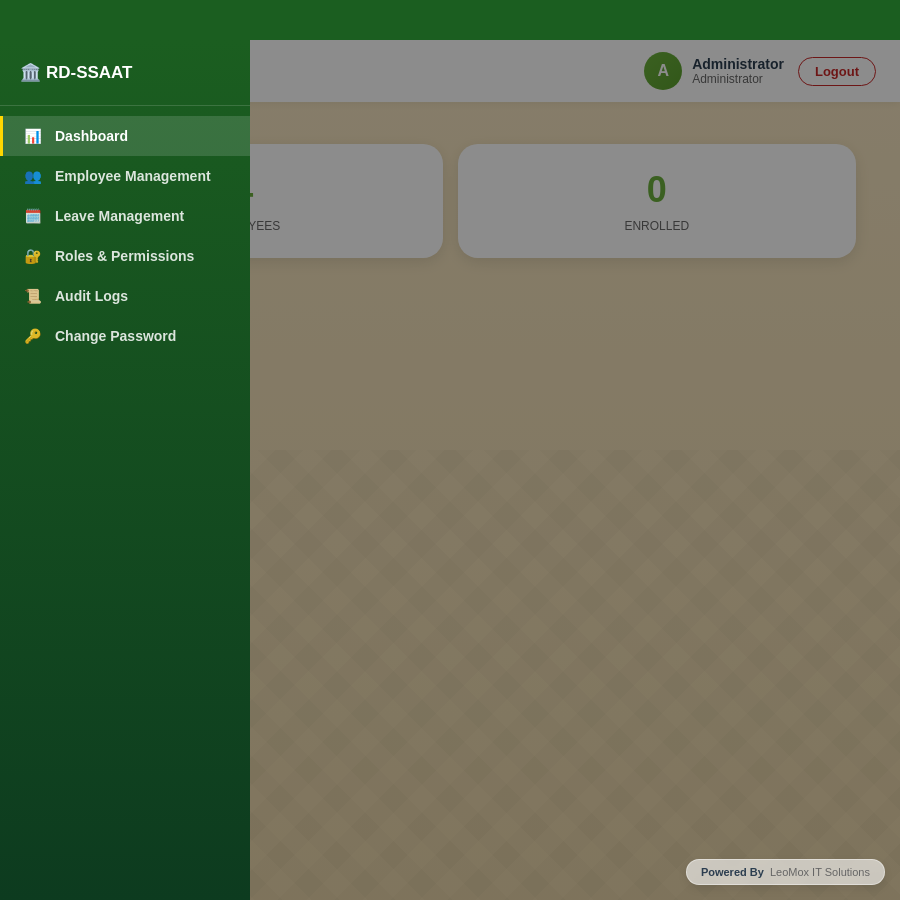 RD-SSAAT
A
Administrator
Administrator
Logout
Dashboard
Employee Management
Leave Management
Roles & Permissions
Audit Logs
Change Password
0
ENROLLED
Powered By LeoMox IT Solutions